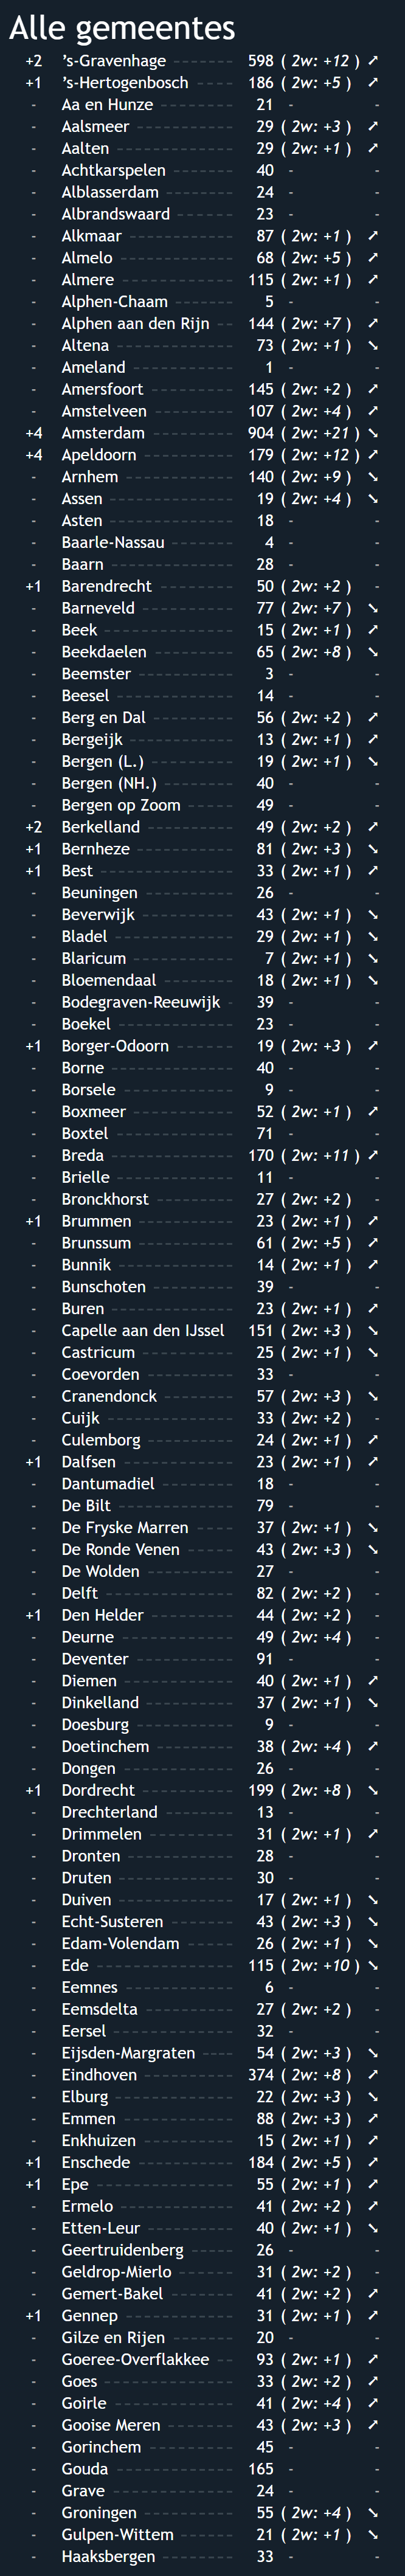 Alle gemeentes
+2 ’s-Gravenhage 598 ( 2w: +12 ) ➚
+1 ’s-Hertogenbosch 186 ( 2w: +5 ) ➚
- Aa en Hunze 21 - -
- Aalsmeer 29 ( 2w: +3 ) ➚
- Aalten 29 ( 2w: +1 ) ➚
- Achtkarspelen 40 - -
- Alblasserdam 24 - -
- Albrandswaard 23 - -
- Alkmaar 87 ( 2w: +1 ) ➚
- Almelo 68 ( 2w: +5 ) ➚
- Almere 115 ( 2w: +1 ) ➚
- Alphen-Chaam 5 - -
- Alphen aan den Rijn 144 ( 2w: +7 ) ➚
- Altena 73 ( 2w: +1 ) ➘
- Ameland 1 - -
- Amersfoort 145 ( 2w: +2 ) ➚
- Amstelveen 107 ( 2w: +4 ) ➚
+4 Amsterdam 904 ( 2w: +21 ) ➘
+4 Apeldoorn 179 ( 2w: +12 ) ➚
- Arnhem 140 ( 2w: +9 ) ➘
- Assen 19 ( 2w: +4 ) ➘
- Asten 18 - -
- Baarle-Nassau 4 - -
- Baarn 28 - -
+1 Barendrecht 50 ( 2w: +2 ) -
- Barneveld 77 ( 2w: +7 ) ➘
- Beek 15 ( 2w: +1 ) ➚
- Beekdaelen 65 ( 2w: +8 ) ➘
- Beemster 3 - -
- Beesel 14 - -
- Berg en Dal 56 ( 2w: +2 ) ➚
- Bergeijk 13 ( 2w: +1 ) ➚
- Bergen (L.) 19 ( 2w: +1 ) ➘
- Bergen (NH.) 40 - -
- Bergen op Zoom 49 - -
+2 Berkelland 49 ( 2w: +2 ) ➚
+1 Bernheze 81 ( 2w: +3 ) ➘
+1 Best 33 ( 2w: +1 ) ➚
- Beuningen 26 - -
- Beverwijk 43 ( 2w: +1 ) ➘
- Bladel 29 ( 2w: +1 ) ➘
- Blaricum 7 ( 2w: +1 ) ➘
- Bloemendaal 18 ( 2w: +1 ) ➘
- Bodegraven-Reeuwijk 39 - -
- Boekel 23 - -
+1 Borger-Odoorn 19 ( 2w: +3 ) ➚
- Borne 40 - -
- Borsele 9 - -
- Boxmeer 52 ( 2w: +1 ) ➚
- Boxtel 71 - -
- Breda 170 ( 2w: +11 ) ➚
- Brielle 11 - -
- Bronckhorst 27 ( 2w: +2 ) -
+1 Brummen 23 ( 2w: +1 ) ➚
- Brunssum 61 ( 2w: +5 ) ➚
- Bunnik 14 ( 2w: +1 ) ➚
- Bunschoten 39 - -
- Buren 23 ( 2w: +1 ) ➚
- Capelle aan den IJssel 151 ( 2w: +3 ) ➘
- Castricum 25 ( 2w: +1 ) ➘
- Coevorden 33 - -
- Cranendonck 57 ( 2w: +3 ) ➘
- Cuijk 33 ( 2w: +2 ) -
- Culemborg 24 ( 2w: +1 ) ➚
+1 Dalfsen 23 ( 2w: +1 ) ➚
- Dantumadiel 18 - -
- De Bilt 79 - -
- De Fryske Marren 37 ( 2w: +1 ) ➘
- De Ronde Venen 43 ( 2w: +3 ) ➘
- De Wolden 27 - -
- Delft 82 ( 2w: +2 ) -
+1 Den Helder 44 ( 2w: +2 ) -
- Deurne 49 ( 2w: +4 ) -
- Deventer 91 - -
- Diemen 40 ( 2w: +1 ) ➚
- Dinkelland 37 ( 2w: +1 ) ➘
- Doesburg 9 - -
- Doetinchem 38 ( 2w: +4 ) ➚
- Dongen 26 - -
+1 Dordrecht 199 ( 2w: +8 ) ➘
- Drechterland 13 - -
- Drimmelen 31 ( 2w: +1 ) ➚
- Dronten 28 - -
- Druten 30 - -
- Duiven 17 ( 2w: +1 ) ➘
- Echt-Susteren 43 ( 2w: +3 ) ➘
- Edam-Volendam 26 ( 2w: +1 ) ➘
- Ede 115 ( 2w: +10 ) ➘
- Eemnes 6 - -
- Eemsdelta 27 ( 2w: +2 ) -
- Eersel 32 - -
- Eijsden-Margraten 54 ( 2w: +3 ) ➘
- Eindhoven 374 ( 2w: +8 ) ➚
- Elburg 22 ( 2w: +3 ) ➘
- Emmen 88 ( 2w: +3 ) ➚
- Enkhuizen 15 ( 2w: +1 ) ➚
+1 Enschede 184 ( 2w: +5 ) ➚
+1 Epe 55 ( 2w: +1 ) ➚
- Ermelo 41 ( 2w: +2 ) ➚
- Etten-Leur 40 ( 2w: +1 ) ➘
- Geertruidenberg 26 - -
- Geldrop-Mierlo 31 ( 2w: +2 ) -
- Gemert-Bakel 41 ( 2w: +2 ) ➚
+1 Gennep 31 ( 2w: +1 ) ➚
- Gilze en Rijen 20 - -
- Goeree-Overflakkee 93 ( 2w: +1 ) ➚
- Goes 33 ( 2w: +2 ) ➚
- Goirle 41 ( 2w: +4 ) ➚
- Gooise Meren 43 ( 2w: +3 ) ➚
- Gorinchem 45 - -
- Gouda 165 - -
- Grave 24 - -
- Groningen 55 ( 2w: +4 ) ➘
- Gulpen-Wittem 21 ( 2w: +1 ) ➘
- Haaksbergen 33 - -